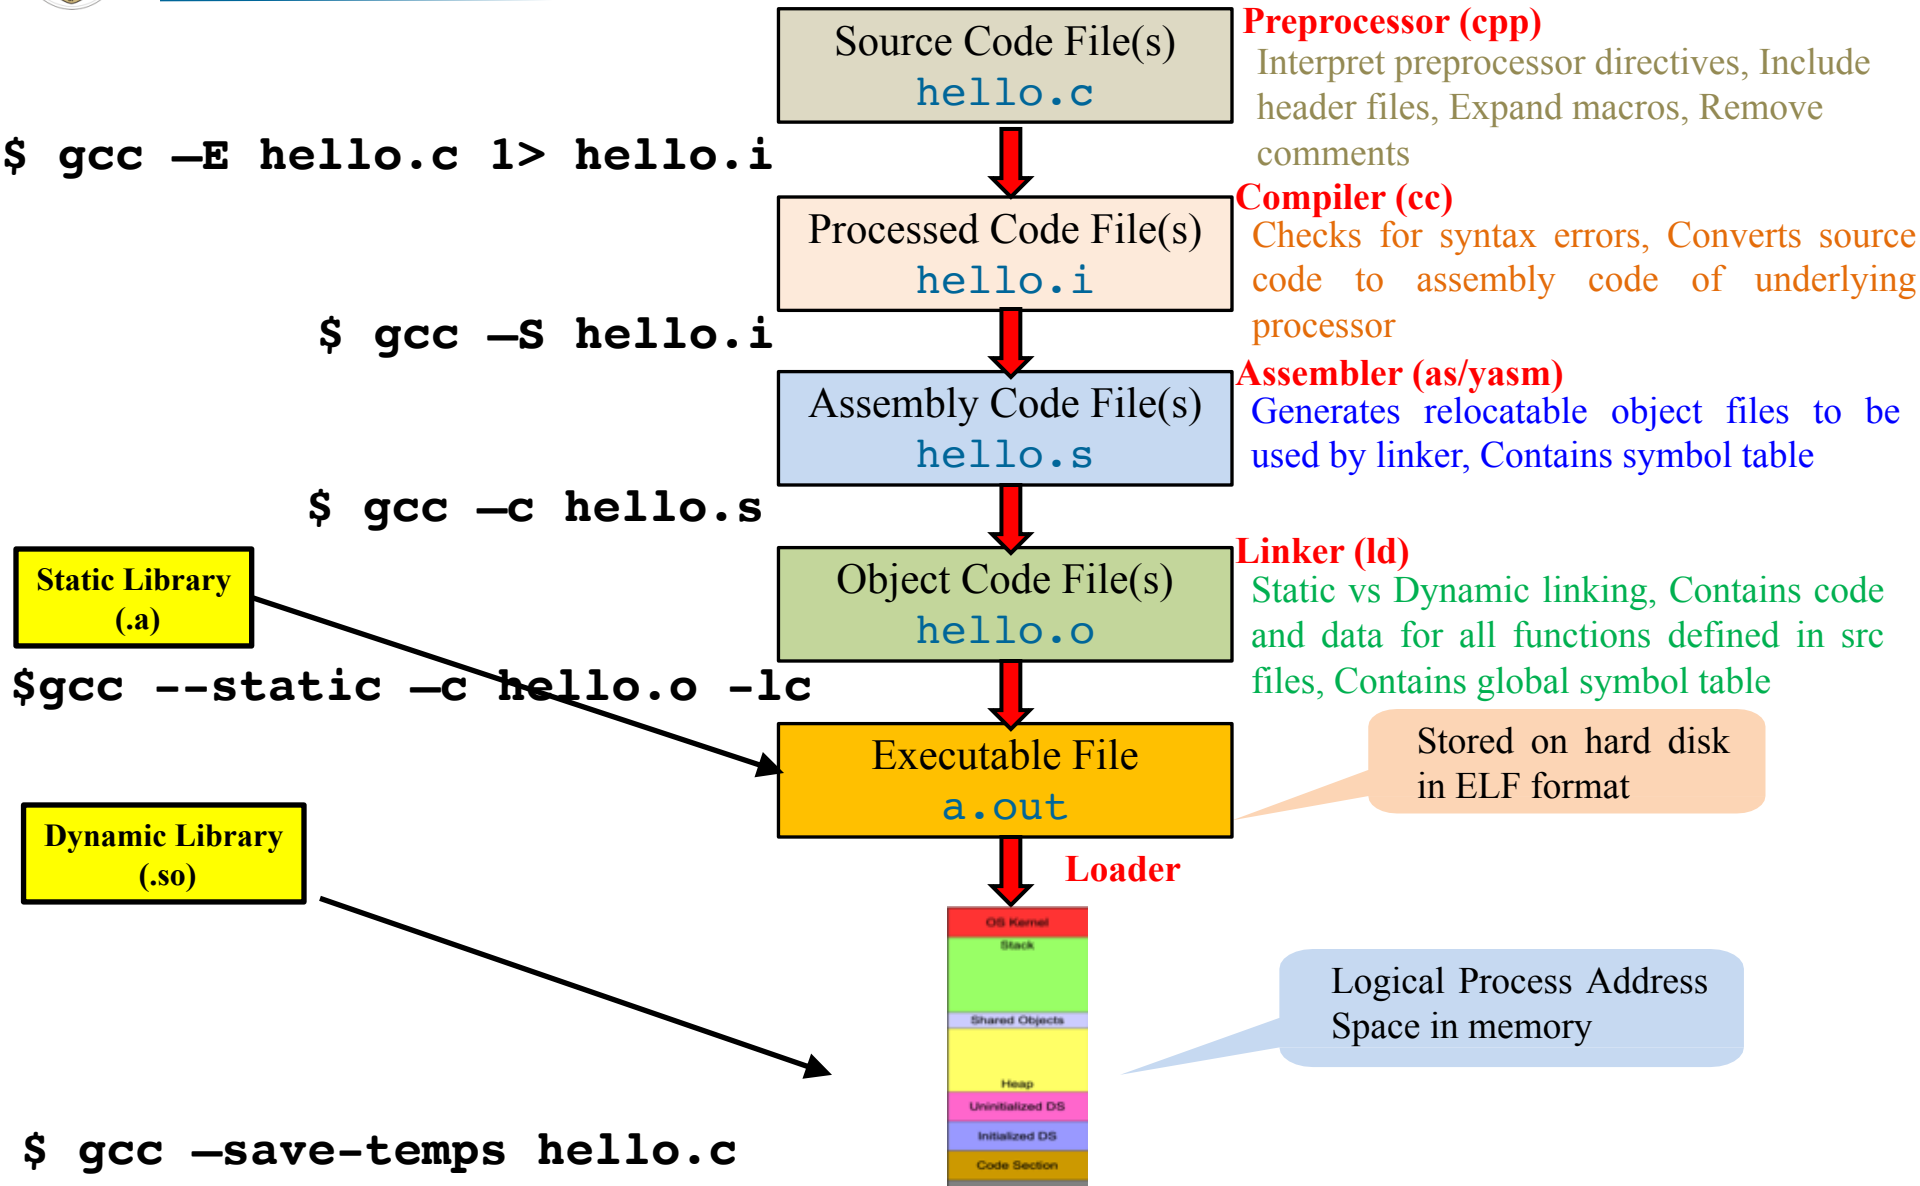 Source Code File(s)
hello.c
Preprocessor (cpp)
Interpret preprocessor directives, Include
header files, Expand macros, Remove
comments
$ gcc –E hello.c 1> hello.i
Processed Code File(s)
hello.i
Compiler (cc)
Checks for syntax errors, Converts source
code to assembly code of underlying
processor
$ gcc –S hello.i
Assembly Code File(s)
hello.s
Assembler (as/yasm)
Generates relocatable object files to be
used by linker, Contains symbol table
$ gcc –c hello.s
Object Code File(s)
hello.o
Linker (ld)
Static vs Dynamic linking, Contains code
and data for all functions defined in src
files, Contains global symbol table
Static Library
(.a)
$gcc --static –c hello.o -lc
Executable File
a.out
Stored on hard disk
in ELF format
Dynamic Library
(.so)
Loader
OS Kernel
Stack
Shared Objects
Heap
Uninitialized DS
Initialized DS
Code Section
Logical Process Address
Space in memory
$ gcc –save-temps hello.c